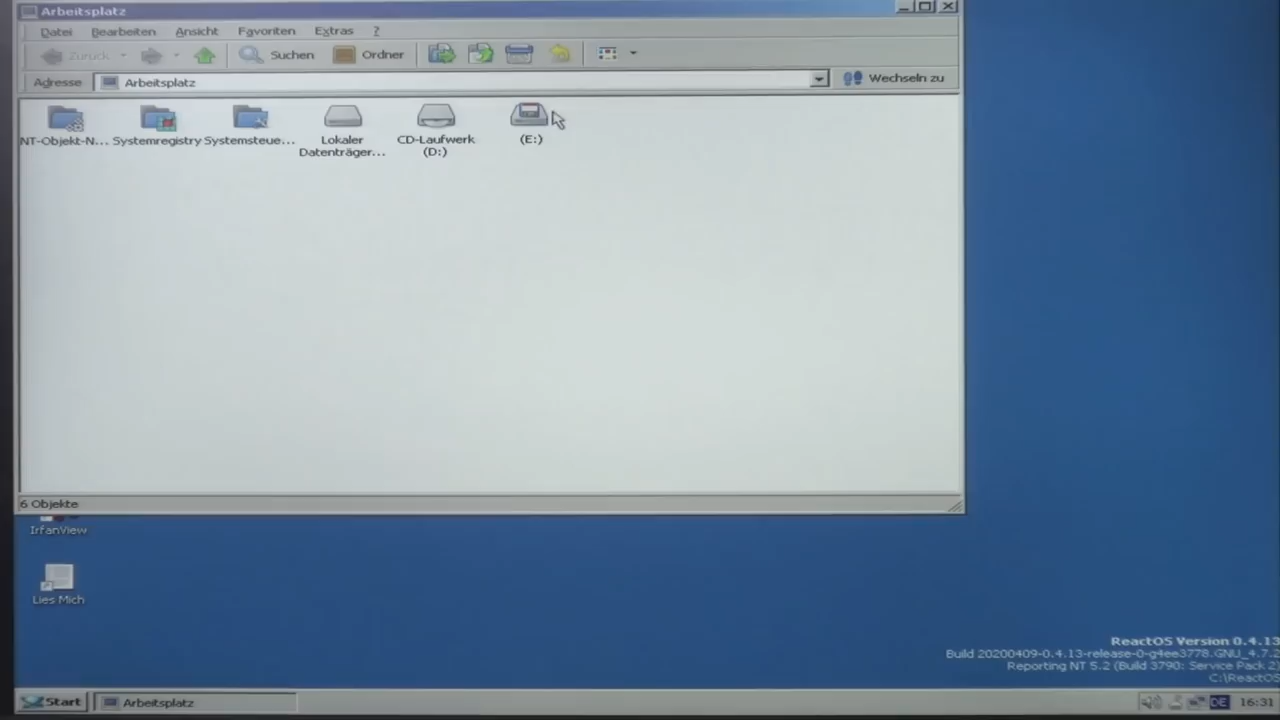 Arbeitsplatz
Datei Bearbeiten Ansicht Favoriten Extras ?
Zurück Suchen Ordner
Adresse Arbeitsplatz Wechseln zu
NT-Objekt-N... Systemregistry Systemsteue... Lokaler Datenträger... CD-Laufwerk (D:) (E:)
6 Objekte
IrfanView
Lies Mich
ReactOS Version 0.4.13
Build 20200409-0.4.13-release-0-g4ee3778.GNU_4.7.2
Reporting NT 5.2 (Build 3790: Service Pack 2)
C:\ReactOS
Start Arbeitsplatz DE 16:31